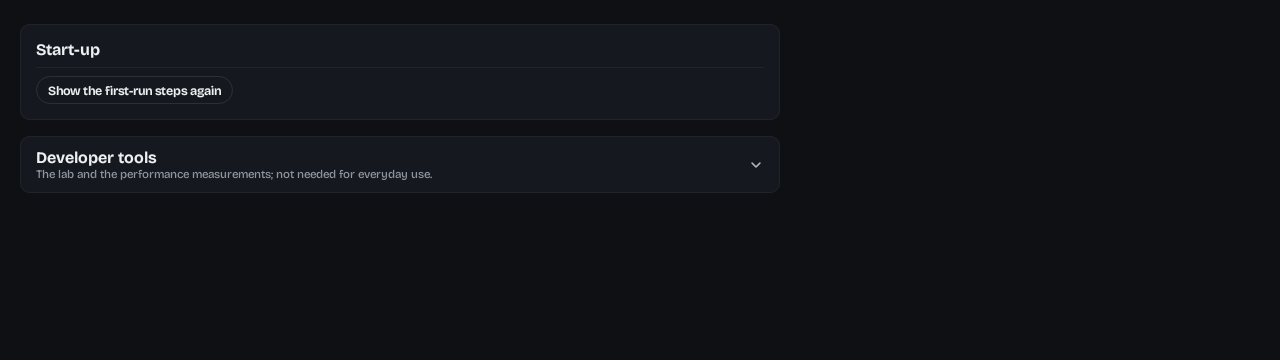 Start-up
Show the first-run steps again
Developer tools
The lab and the performance measurements; not needed for everyday use.